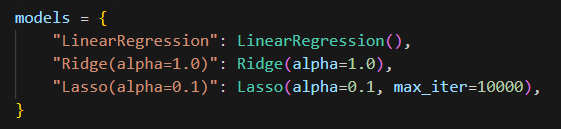 models = {
    "LinearRegression": LinearRegression(),
    "Ridge(alpha=1.0)": Ridge(alpha=1.0),
    "Lasso(alpha=0.1)": Lasso(alpha=0.1, max_iter=10000),
}